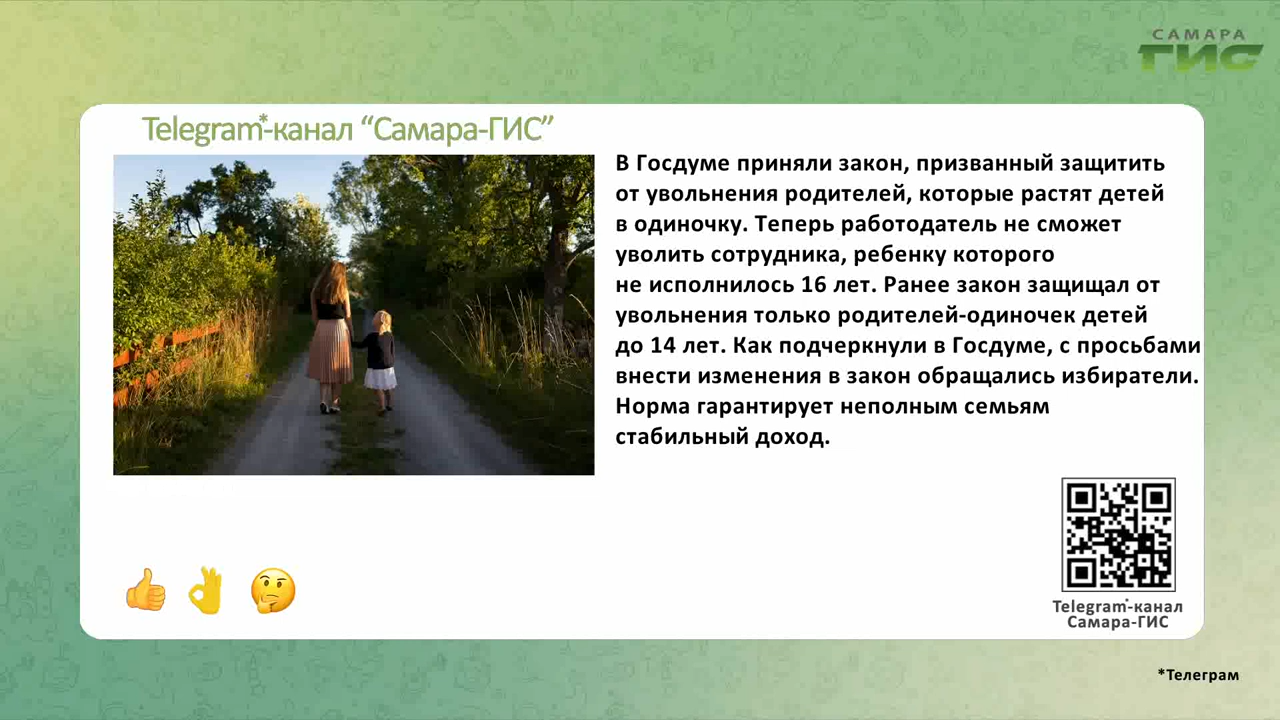 САМАРА
ГИС
Telegram*-канал “Самара-ГИС”
В Госдуме приняли закон, призванный защитить
от увольнения родителей, которые растят детей
в одиночку. Теперь работодатель не сможет
уволить сотрудника, ребенку которого
не исполнилось 16 лет. Ранее закон защищал от
увольнения только родителей-одиночек детей
до 14 лет. Как подчеркнули в Госдуме, с просьбами
внести изменения в закон обращались избиратели.
Норма гарантирует неполным семьям
стабильный доход.
Telegram*-канал
Самара-ГИС
*Телеграм